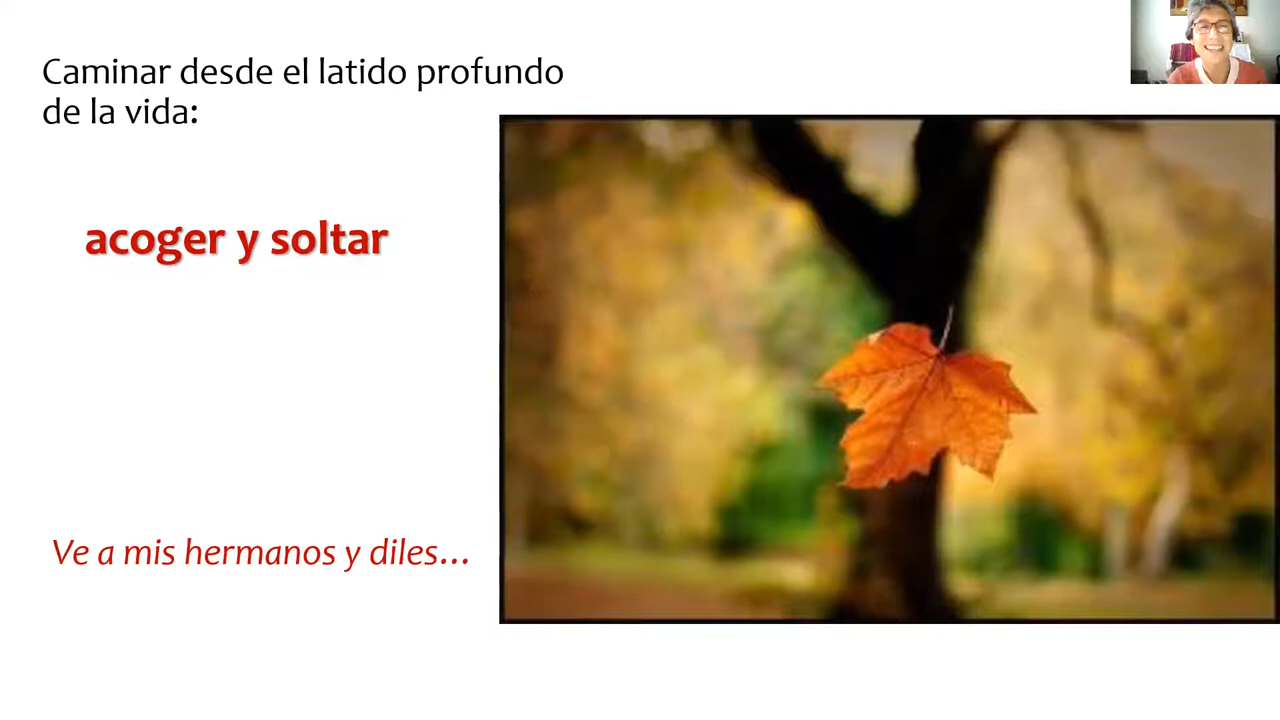 Caminar desde el latido profundo
de la vida:
acoger y soltar
Ve a mis hermanos y diles...